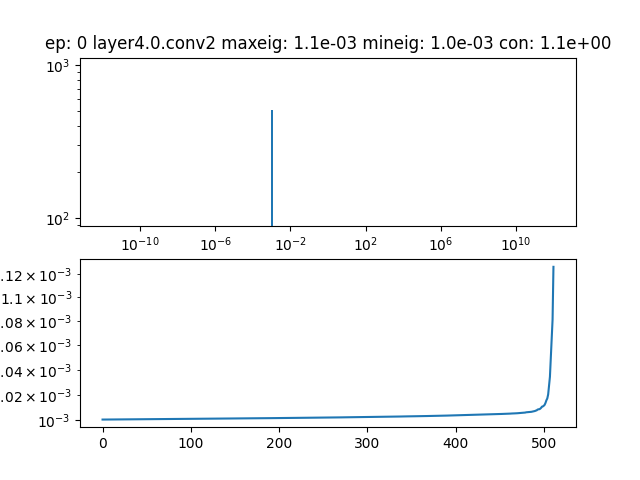 ep: 0 layer4.0.conv2 maxeig: 1.1e-03 mineig: 1.0e-03 con: 1.1e+00
10³
10²
10⁻¹⁰ 10⁻⁶ 10⁻² 10² 10⁶ 10¹⁰
.12 × 10⁻³
1.1 × 10⁻³
.08 × 10⁻³
.06 × 10⁻³
.04 × 10⁻³
.02 × 10⁻³
10⁻³
0 100 200 300 400 500